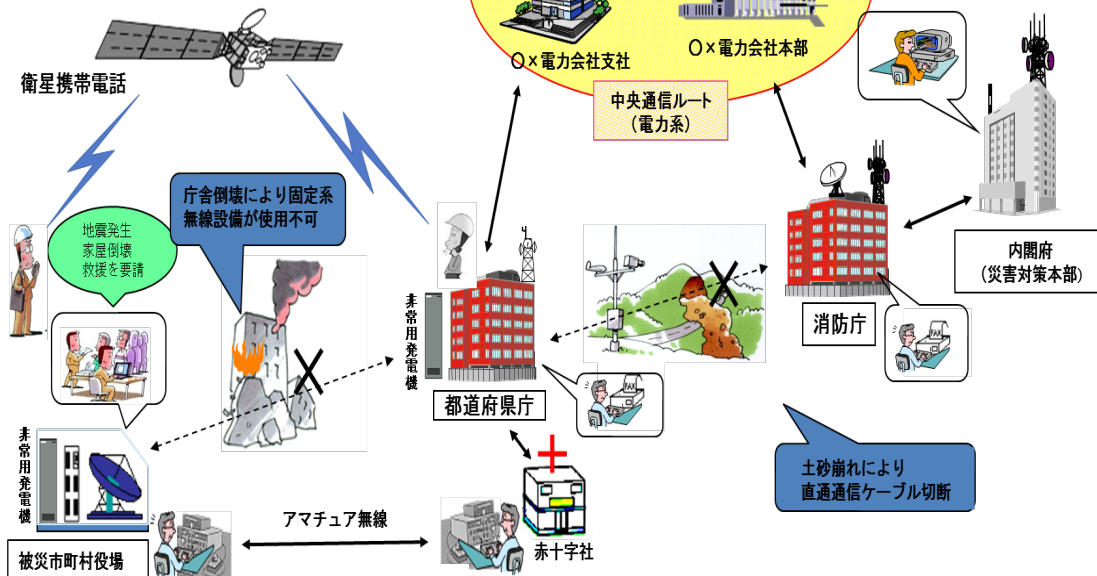 〇×電力会社支社
〇×電力会社本部
中央通信ルート
(電力系)
衛星携帯電話
庁舎倒壊により固定系
無線設備が使用不可
地震発生
家屋倒壊
救援を要請
内閣府
(災害対策本部)
消防庁
FAX
非常用発電機
都道府県庁
FAX
土砂崩れにより
直通通信ケーブル切断
非常用発電機
アマチュア無線
赤十字社
被災市町村役場